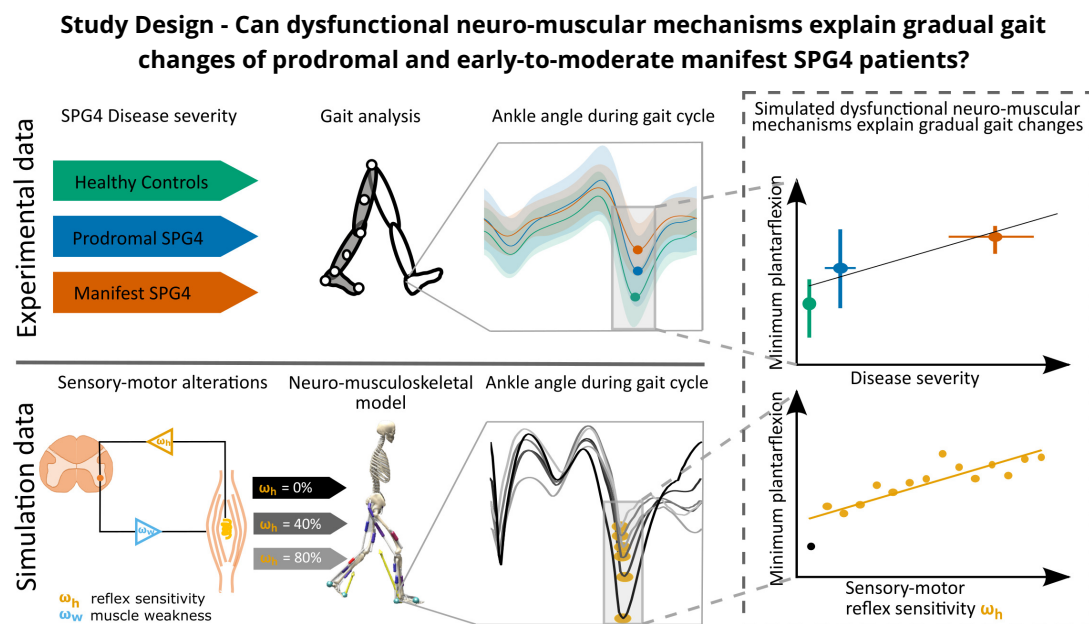 Study Design - Can dysfunctional neuro-muscular mechanisms explain gradual gait
changes of prodromal and early-to-moderate manifest SPG4 patients?
Experimental data
SPG4 Disease severity
Healthy Controls
Prodromal SPG4
Manifest SPG4
Gait analysis
Ankle angle during gait cycle
Simulated dysfunctional neuro-muscular
mechanisms explain gradual gait changes
Minimum plantarflexion
Disease severity
Simulation data
Sensory-motor alterations
ωh
ωw
ωh reflex sensitivity
ωw muscle weakness
ωh = 0%
ωh = 40%
ωh = 80%
Neuro-musculoskeletal
model
Ankle angle during gait cycle
Minimum plantarflexion
Sensory-motor
reflex sensitivity ωh